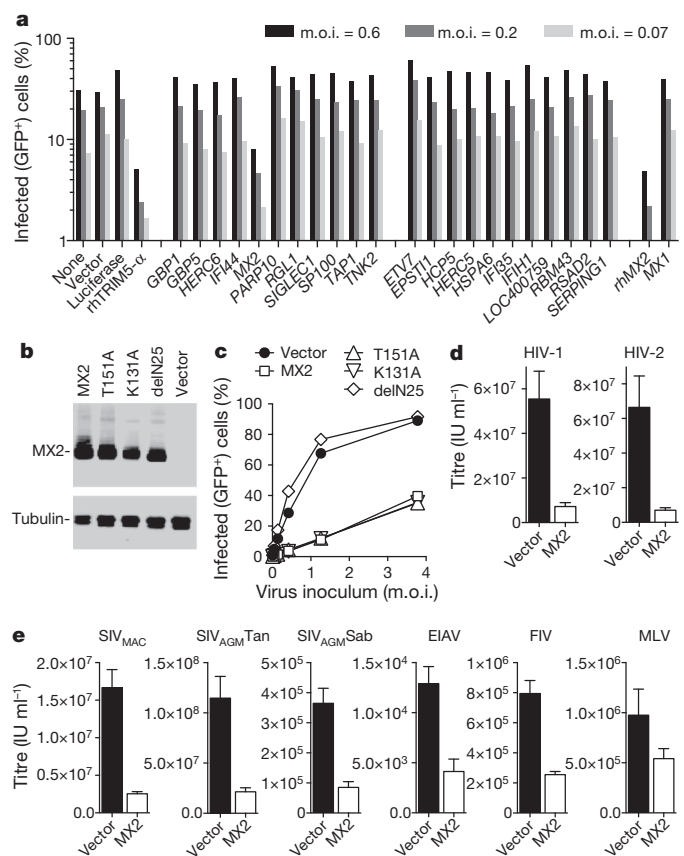 a
m.o.i. = 0.6 m.o.i. = 0.2 m.o.i. = 0.07
Infected (GFP⁺) cells (%)
100
10
1
None Vector Luciferase rhTRIM5-α GBP1 GBP5 HERC6 IFI44 MX2 PARP10 RGL1 SIGLEC1 SP100 TAP1 TNK2 ETV7 EPSTI1 HCP5 HERC5 HSPA6 IFI35 IFIH1 LOC400759 RBM43 RSAD2 SERPING1 rhMX2 MX1
b
MX2 T151A K131A delN25 Vector
MX2-
Tubulin-
c
Vector T151A
MX2 K131A
delN25
Infected (GFP⁺) cells (%)
100
80
60
40
20
0
0 1 2 3 4
Virus inoculum (m.o.i.)
d
HIV-1 HIV-2
Titre (IU ml⁻¹)
6×10⁷ 8×10⁷
4×10⁷ 6×10⁷
4×10⁷
2×10⁷ 2×10⁷
0 0
Vector MX2 Vector MX2
e
SIV_MAC SIV_AGM Tan SIV_AGM Sab EIAV FIV MLV
Titre (IU ml⁻¹)
2.0×10⁷ 1.5×10⁸ 5×10⁵ 1.5×10⁴ 1×10⁶ 1.5×10⁶
1.5×10⁷ 1.0×10⁸ 4×10⁵ 1.0×10⁴ 8×10⁵ 1.0×10⁶
1.0×10⁷ 3×10⁵ 6×10⁵
0.5×10⁷ 5.0×10⁷ 2×10⁵ 5.0×10³ 4×10⁵ 5.0×10⁵
1×10⁵ 2×10⁵
0.0 0.0 0 0.0 0 0.0
Vector MX2 Vector MX2 Vector MX2 Vector MX2 Vector MX2 Vector MX2